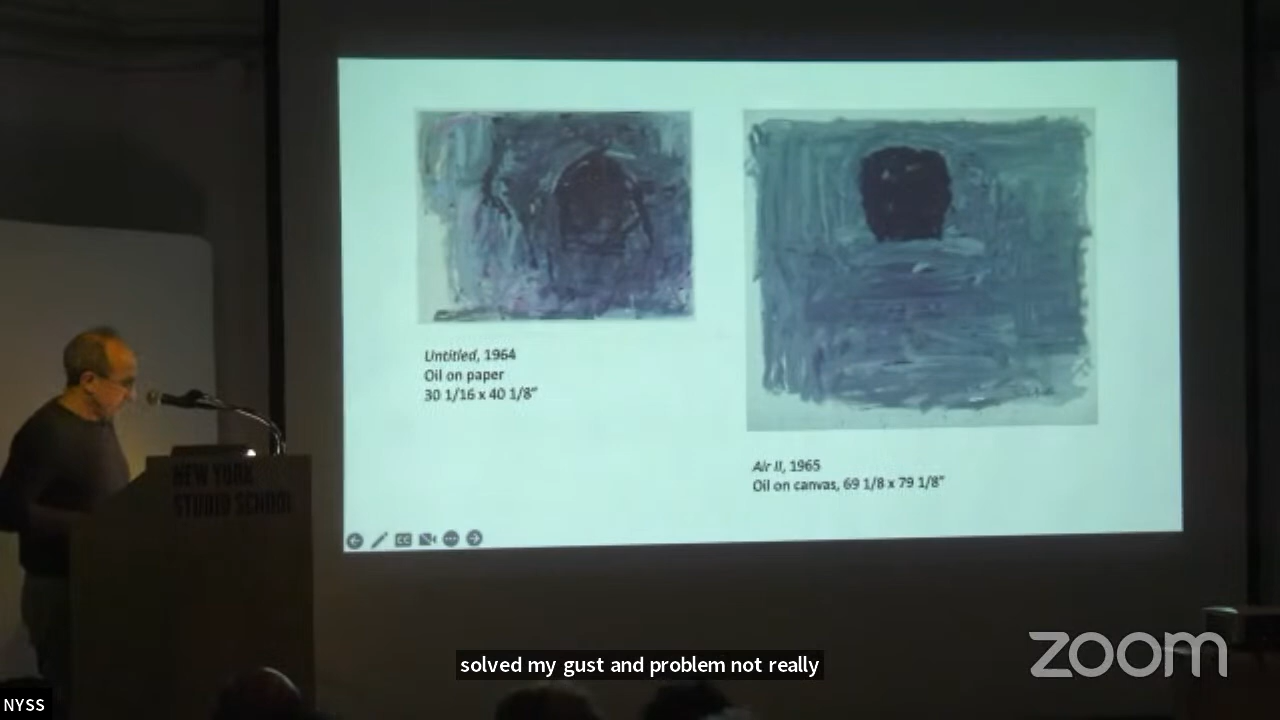 Untitled, 1964
Oil on paper
30 1/16 x 40 1/8"
Air II, 1965
Oil on canvas, 69 1/8 x 79 1/8"
NEW YORK
STUDIO SCHOOL
CC
solved my gust and problem not really
zoom
NYSS